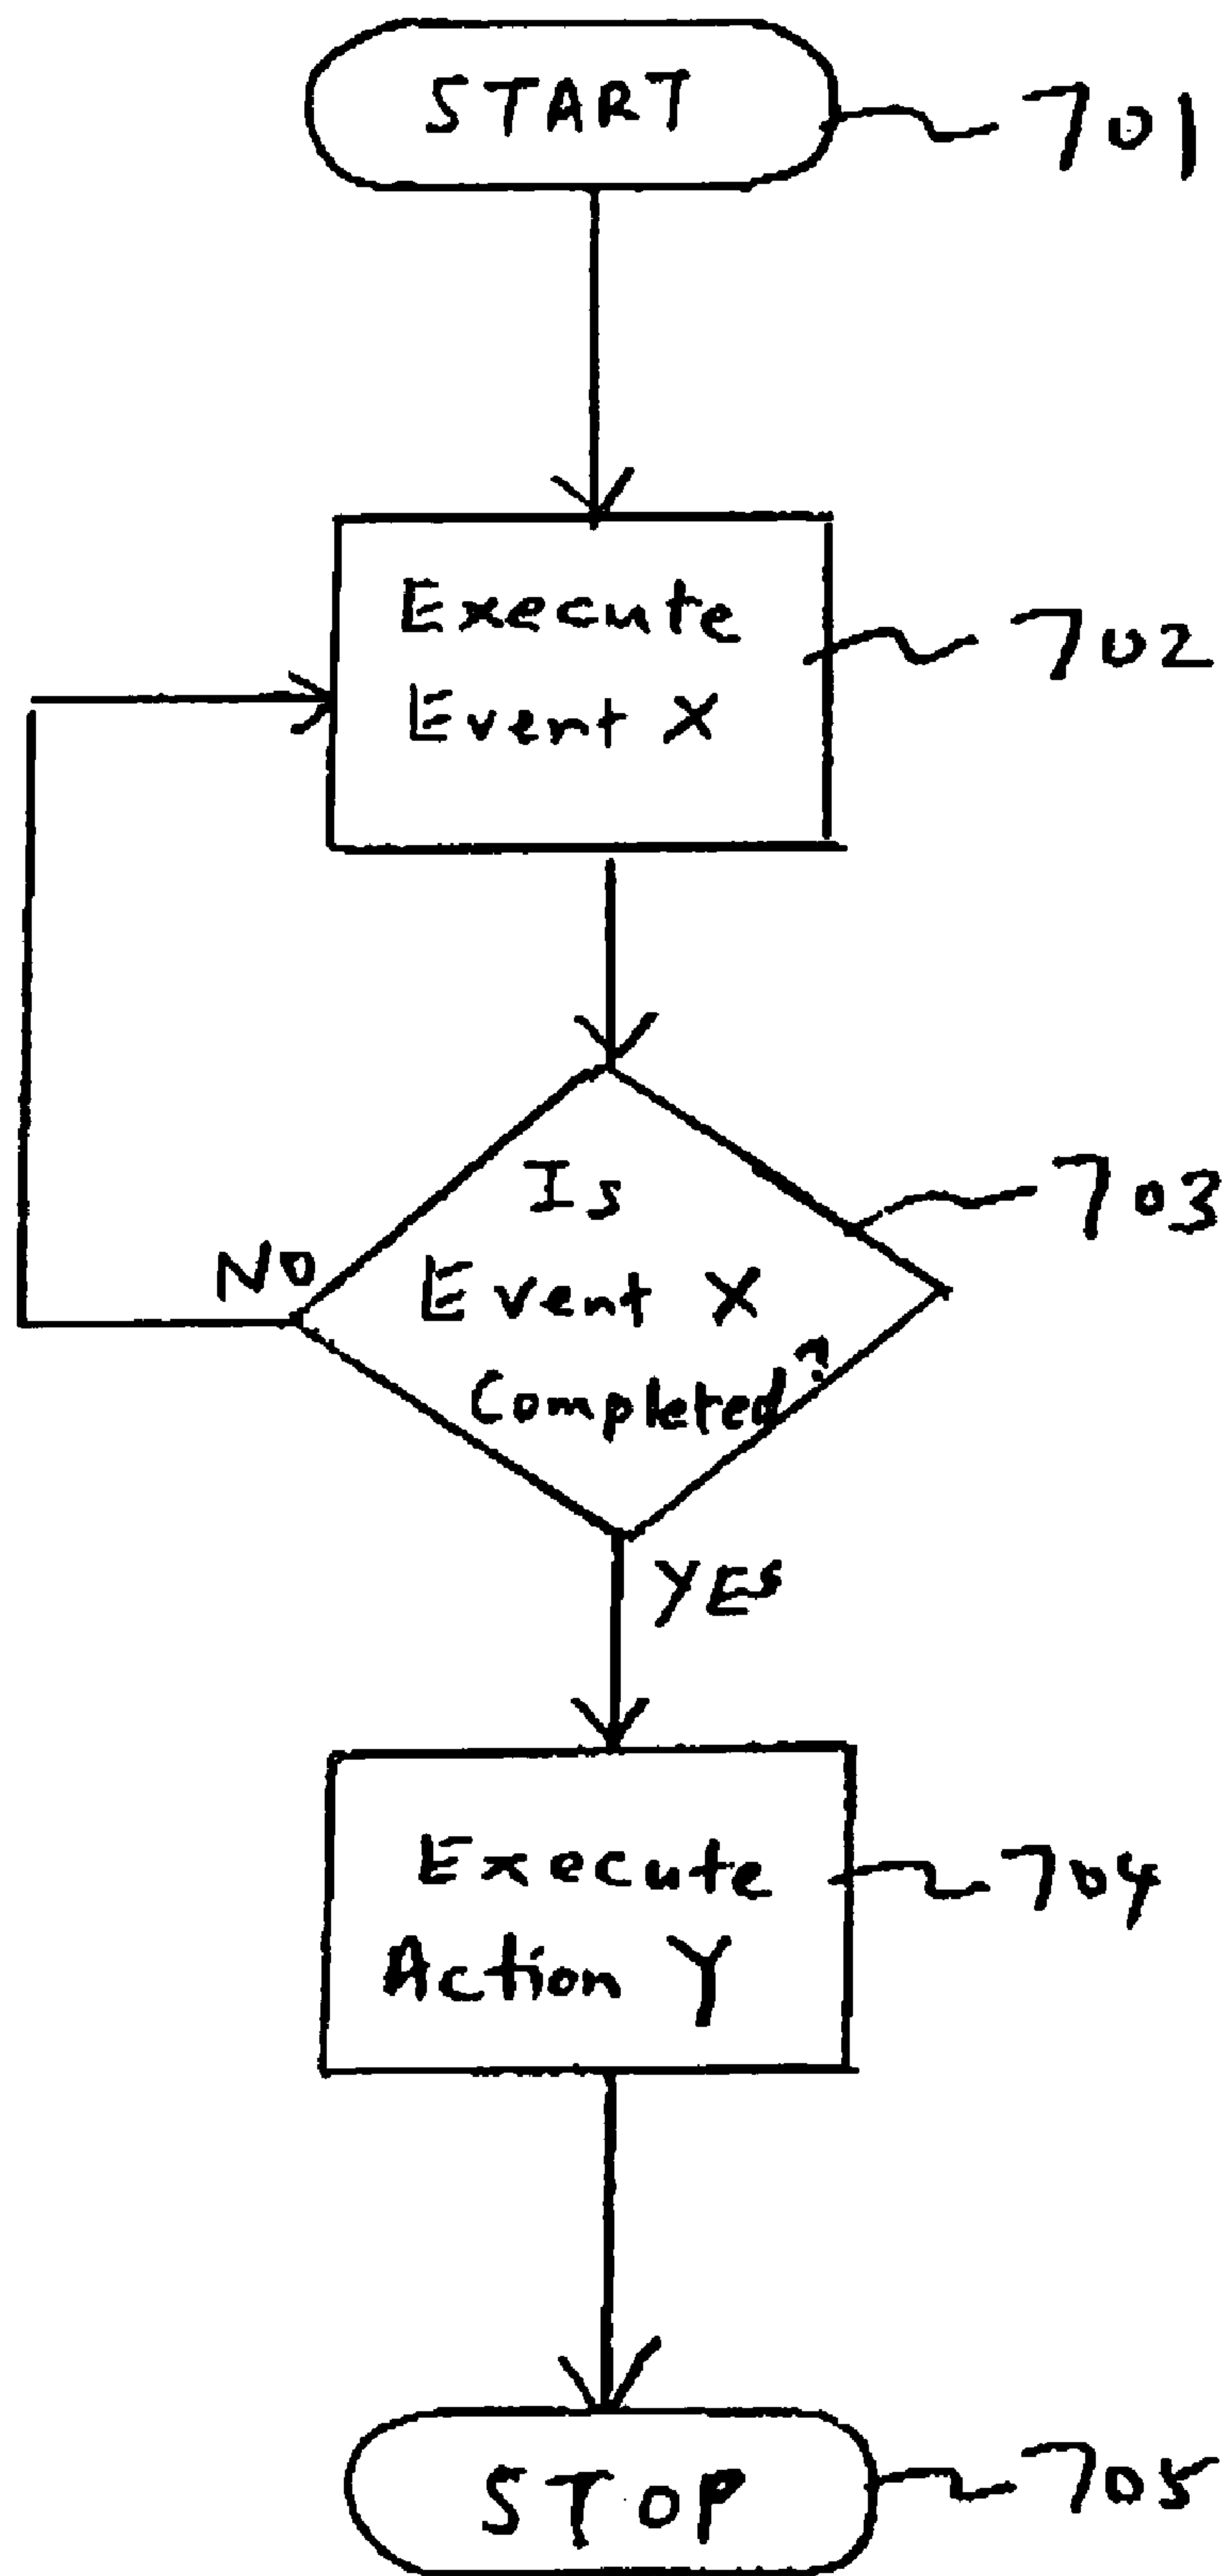 START
701
Execute
Event X
702
Is
Event X
Completed?
703
NO
YES
Execute
Action Y
704
STOP
705